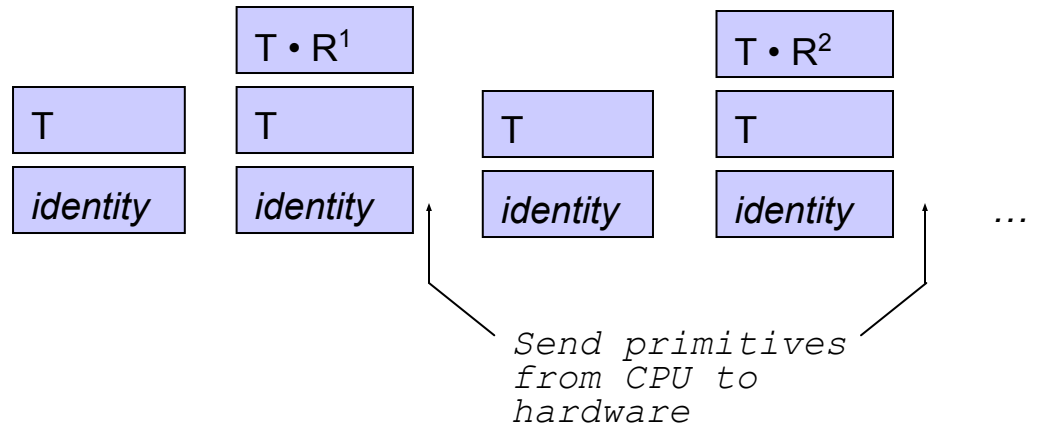 T • R¹
T • R²
T
T
T
T
identity
identity
identity
identity
...
Send primitives
from CPU to
hardware